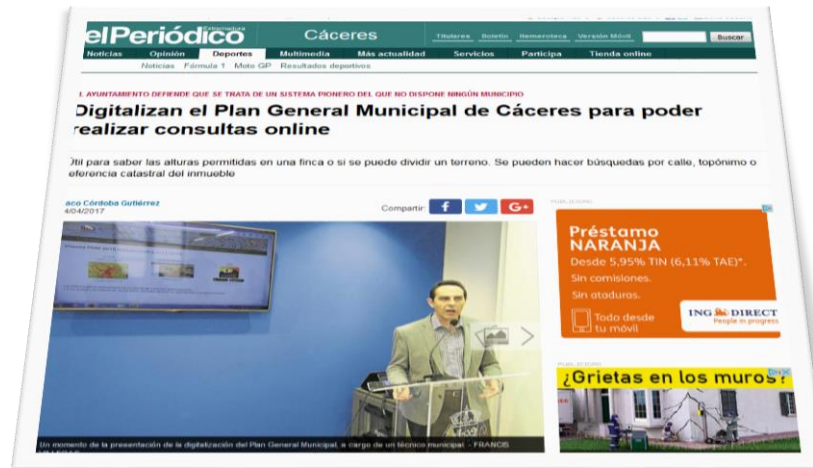 elPeriódico
Extremadura
Cáceres
Titulares Boletín Hemeroteca Versión Móvil Buscar
Noticias Opinión Deportes Multimedia Más actualidad Servicios Participa Tienda online
Noticias Fórmula 1 Moto GP Resultados deportivos
L AYUNTAMIENTO DEFIENDE QUE SE TRATA DE UN SISTEMA PIONERO DEL QUE NO DISPONE NINGÚN MUNICIPIO
Digitalizan el Plan General Municipal de Cáceres para poder
realizar consultas online
Útil para saber las alturas permitidas en una finca o si se puede dividir un terreno. Se pueden hacer búsquedas por calle, topónimo o
eferencia catastral del inmueble
aco Córdoba Gutiérrez
4/04/2017
Compartir:
PUBLICIDAD
Préstamo
NARANJA
Desde 5,95% TIN (6,11% TAE)*.
Sin comisiones.
Sin ataduras.
Todo desde
tu móvil
ING DIRECT
People in progress
PUBLICIDAD
¿Grietas en los muros?
Un momento de la presentación de la digitalización del Plan General Municipal, a cargo de un técnico municipal. - FRANCIS